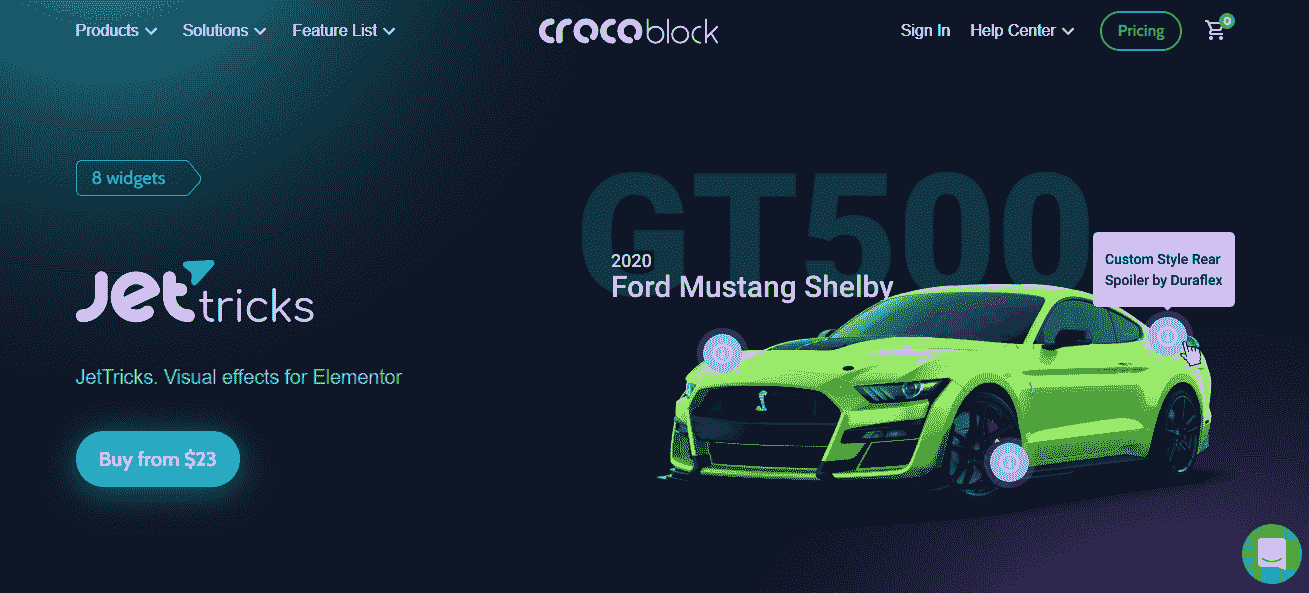 Products
Solutions
Feature List
crocoblock
Sign In
Help Center
Pricing
0
8 widgets
Jettricks
JetTricks. Visual effects for Elementor
Buy from $23
GT500
2020
Ford Mustang Shelby
Custom Style Rear
Spoiler by Duraflex